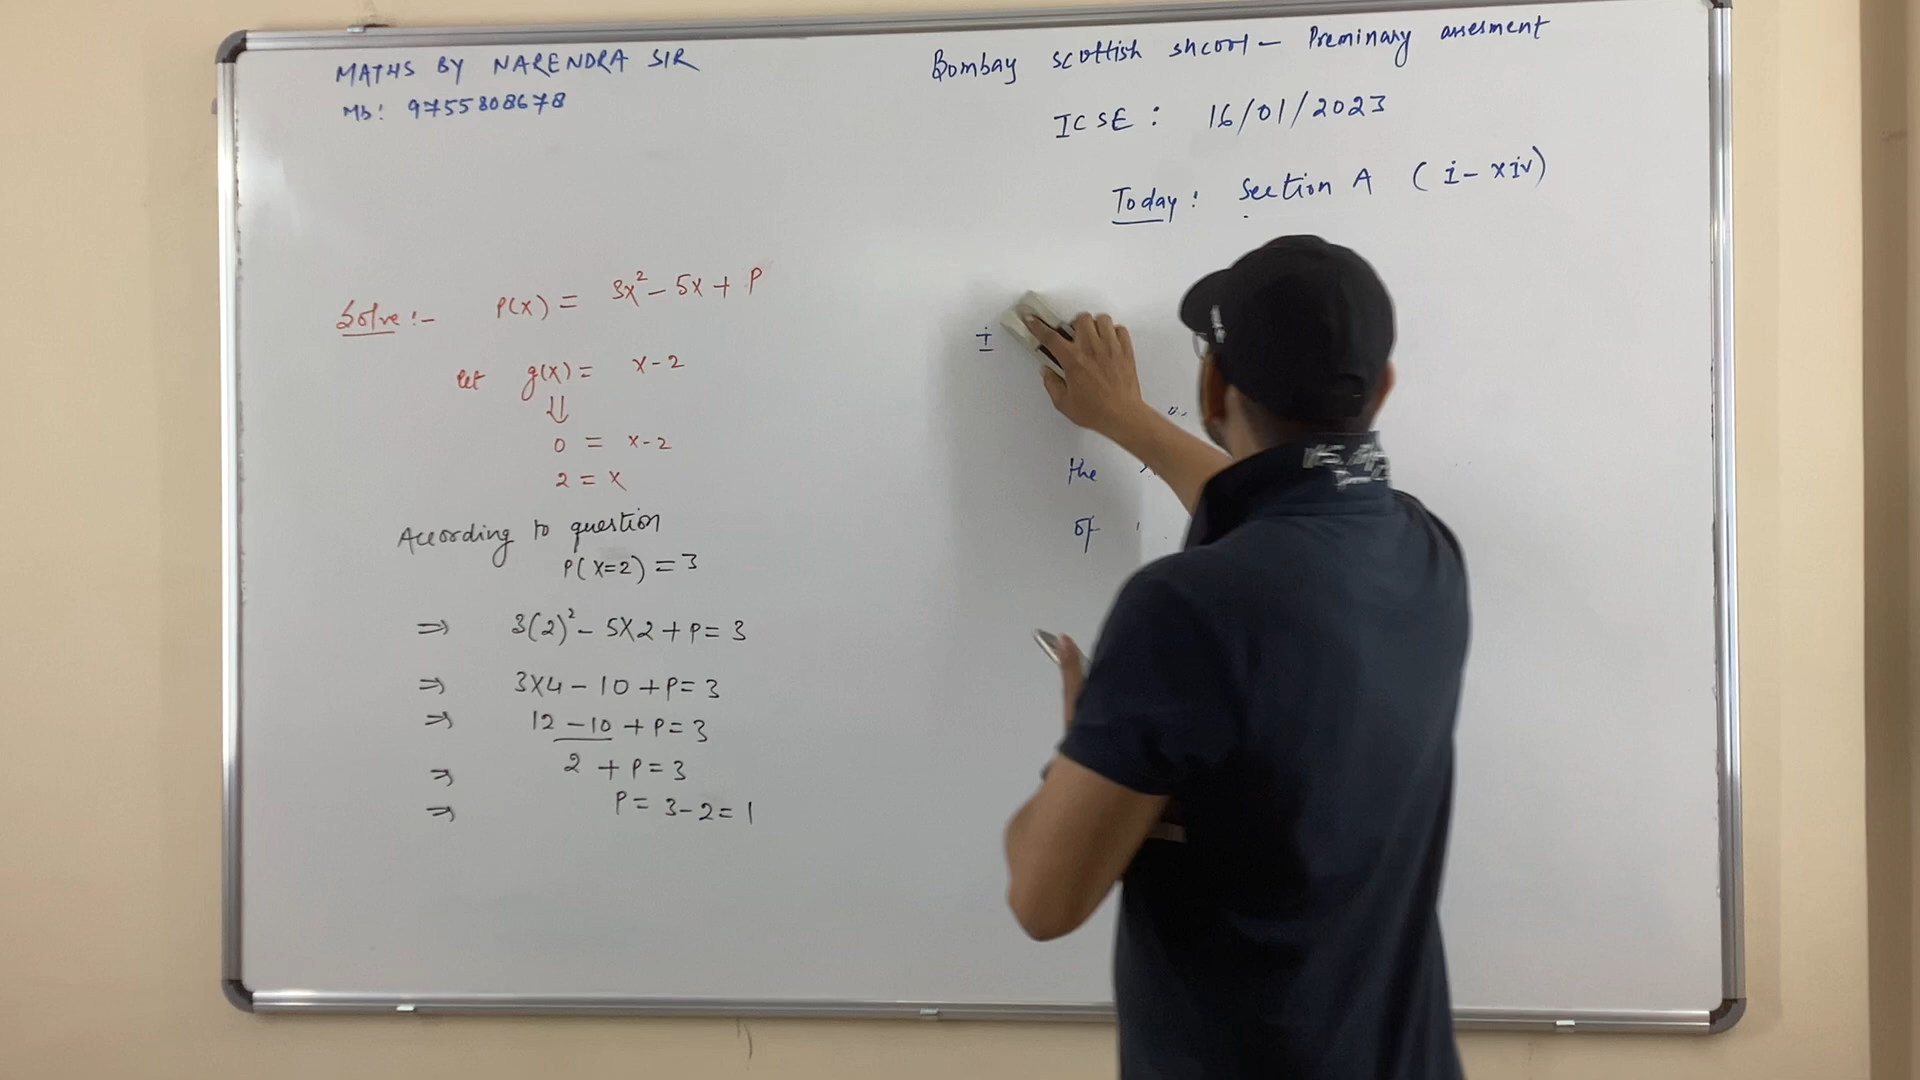 MATHS BY NARENDRA SIR
Mb: 9755808678
Bombay scottish shcool - Preminary assesment
ICSE: 16/01/2023
Today: Section A (i - xiv)
Solve:- P(x) = 3x² - 5x + P
let g(x) = x-2
⇓
0 = x-2
2 = x
According to question
P(x=2) = 3
⇒ 3(2)² - 5x2 + P = 3
⇒ 3x4 - 10 + P = 3
⇒ 12 - 10 + P = 3
⇒ 2 + P = 3
⇒ P = 3-2 = 1
i
the
of